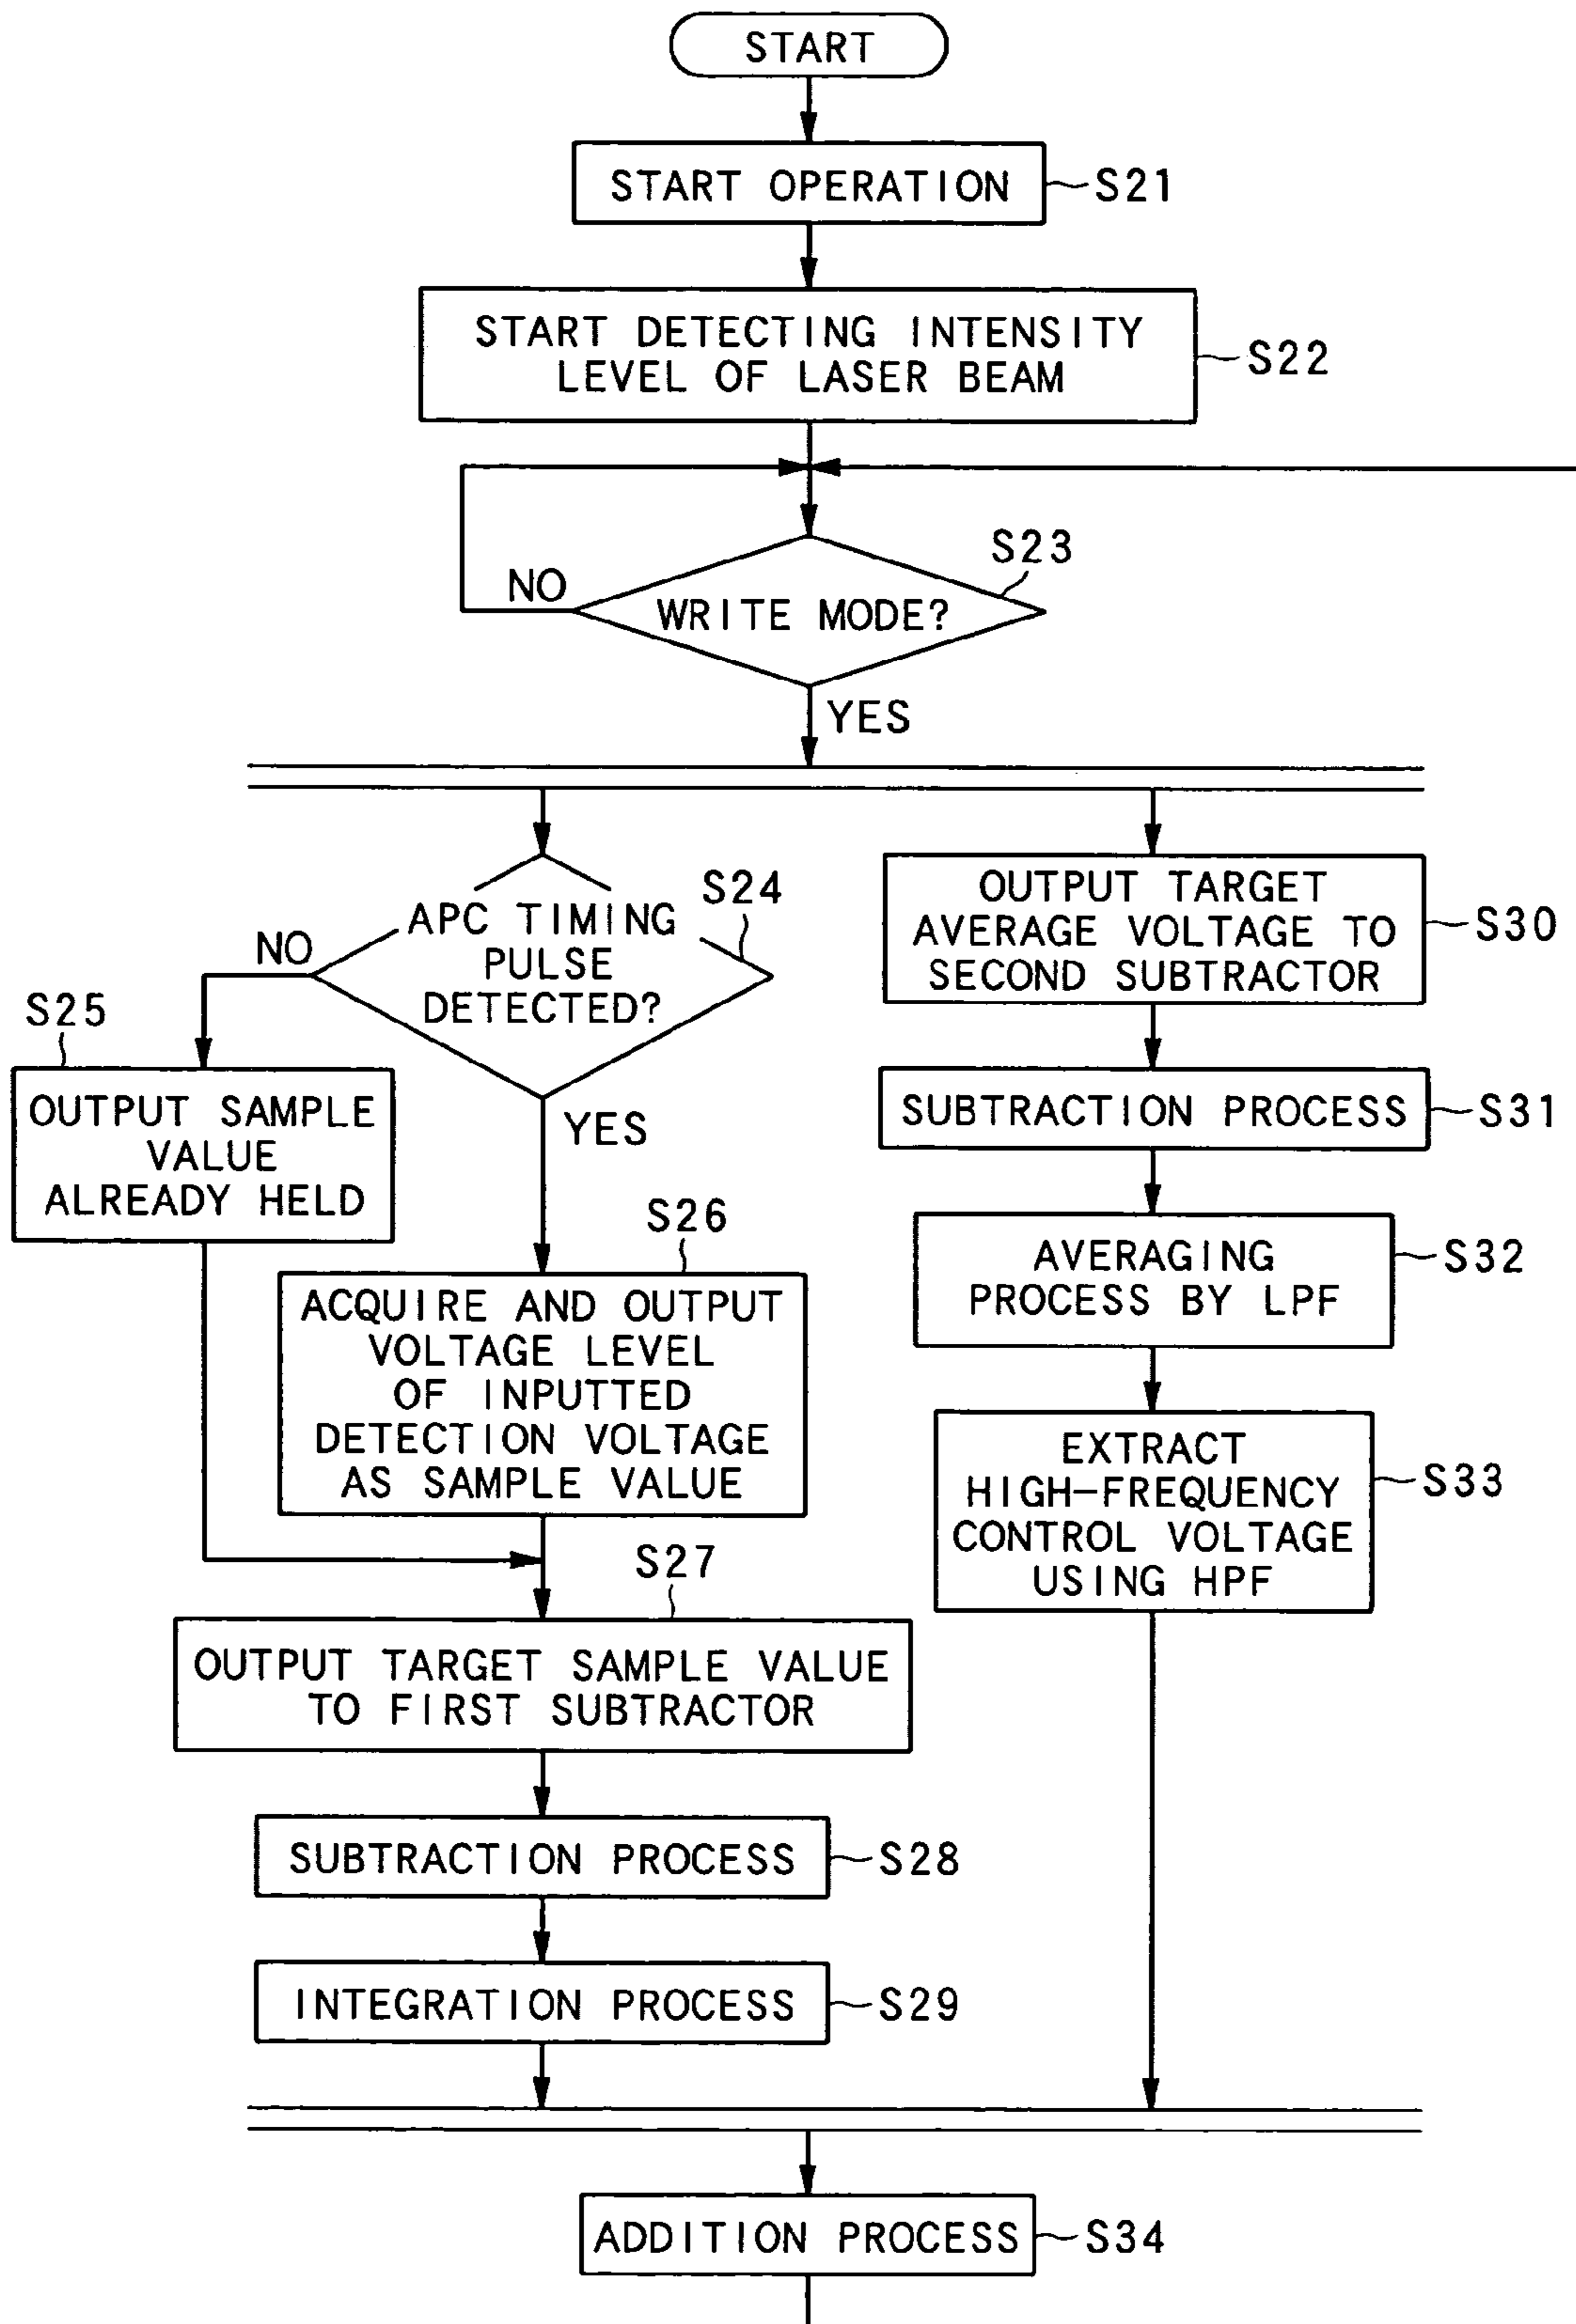 START
START OPERATION
S21
START DETECTING INTENSITY
LEVEL OF LASER BEAM
S22
S23
NO
WRITE MODE?
YES
S24
APC TIMING
PULSE
DETECTED?
NO
S25
OUTPUT SAMPLE
VALUE
ALREADY HELD
YES
S26
ACQUIRE AND OUTPUT
VOLTAGE LEVEL
OF INPUTTED
DETECTION VOLTAGE
AS SAMPLE VALUE
S27
OUTPUT TARGET SAMPLE VALUE
TO FIRST SUBTRACTOR
SUBTRACTION PROCESS
S28
INTEGRATION PROCESS
S29
OUTPUT TARGET
AVERAGE VOLTAGE TO
SECOND SUBTRACTOR
S30
SUBTRACTION PROCESS
S31
AVERAGING
PROCESS BY LPF
S32
EXTRACT
HIGH-FREQUENCY
CONTROL VOLTAGE
USING HPF
S33
ADDITION PROCESS
S34